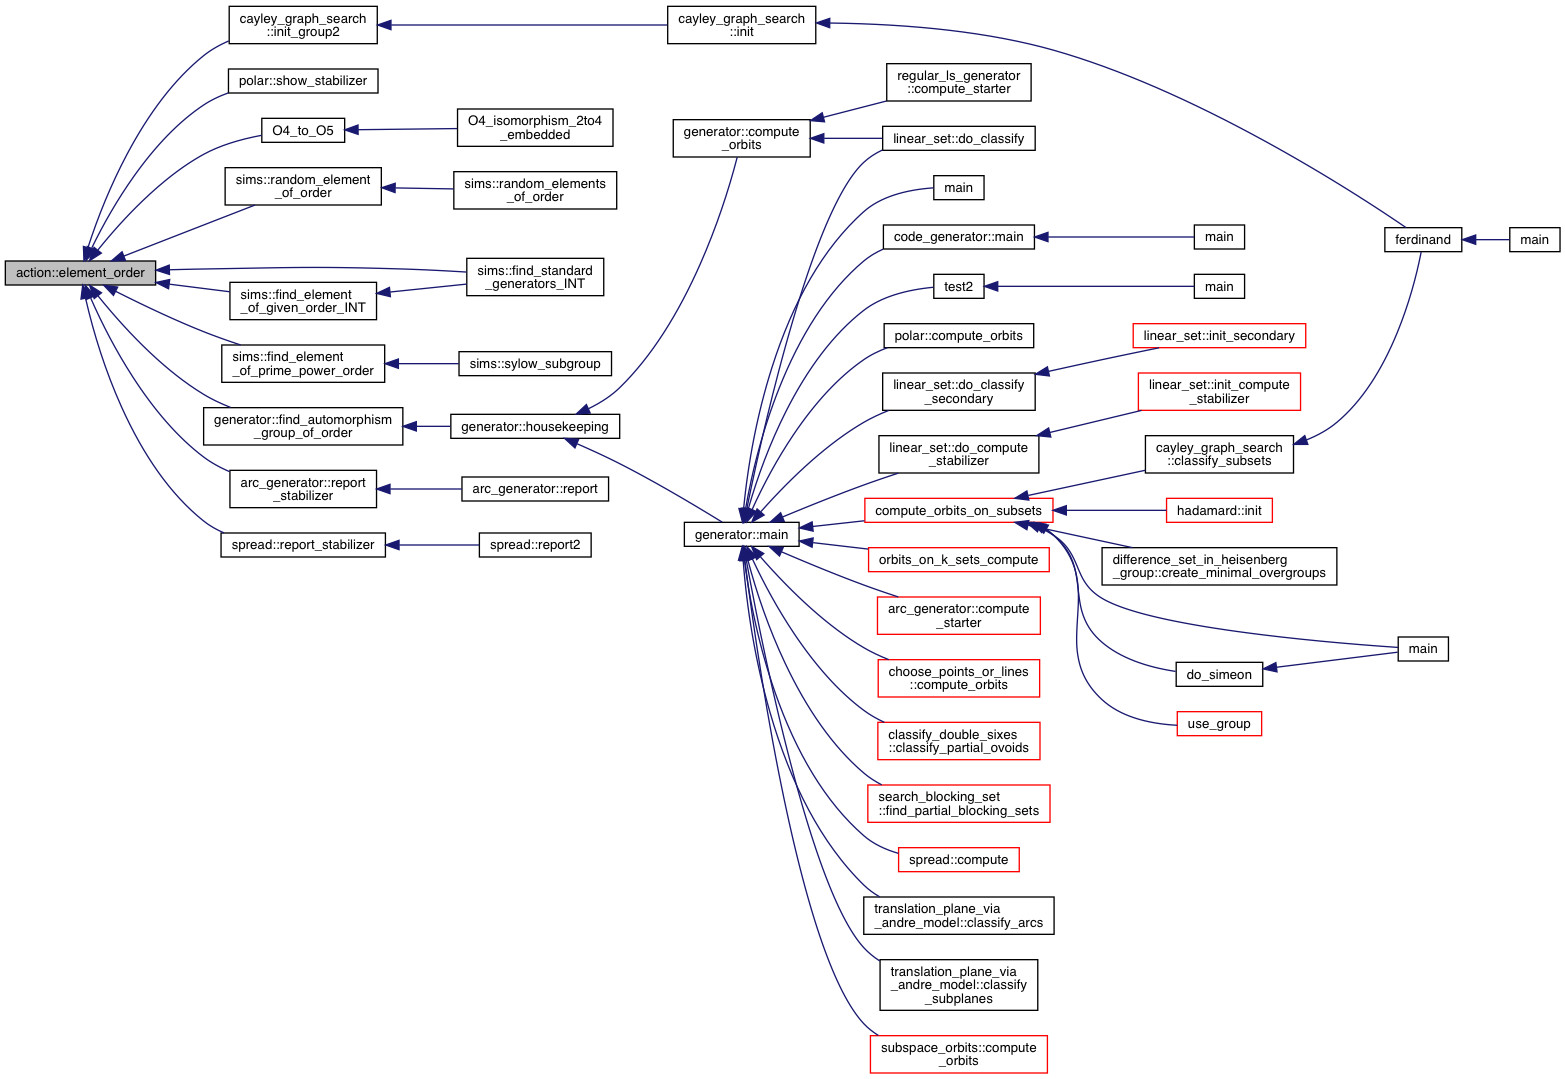 action::element_order
cayley_graph_search
::init_group2
polar::show_stabilizer
O4_to_O5
sims::random_element
_of_order
sims::find_element
_of_given_order_INT
sims::find_element
_of_prime_power_order
generator::find_automorphism
_group_of_order
arc_generator::report
_stabilizer
spread::report_stabilizer
O4_isomorphism_2to4
_embedded
sims::random_elements
_of_order
sims::find_standard
_generators_INT
sims::sylow_subgroup
generator::housekeeping
arc_generator::report
spread::report2
cayley_graph_search
::init
generator::compute
_orbits
generator::main
regular_ls_generator
::compute_starter
linear_set::do_classify
main
code_generator::main
test2
polar::compute_orbits
linear_set::do_classify
_secondary
linear_set::do_compute
_stabilizer
compute_orbits_on_subsets
orbits_on_k_sets_compute
arc_generator::compute
_starter
choose_points_or_lines
::compute_orbits
classify_double_sixes
::classify_partial_ovoids
search_blocking_set
::find_partial_blocking_sets
spread::compute
translation_plane_via
_andre_model::classify_arcs
translation_plane_via
_andre_model::classify
_subplanes
subspace_orbits::compute
_orbits
main
main
linear_set::init_secondary
linear_set::init_compute
_stabilizer
cayley_graph_search
::classify_subsets
hadamard::init
difference_set_in_heisenberg
_group::create_minimal_overgroups
do_simeon
use_group
ferdinand
main
main